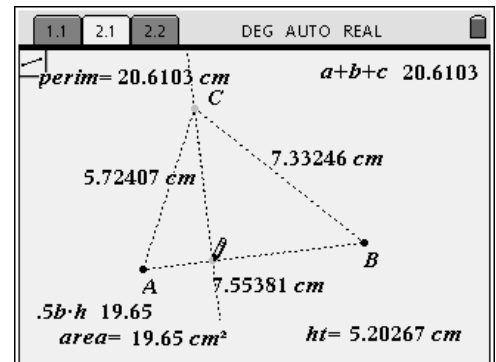 1.1 2.1 2.2 DEG AUTO REAL
perim= 20.6103 cm a+b+c 20.6103
C
7.33246 cm
5.72407 cm
B
A
7.55381 cm
.5b·h 19.65
area= 19.65 cm² ht= 5.20267 cm